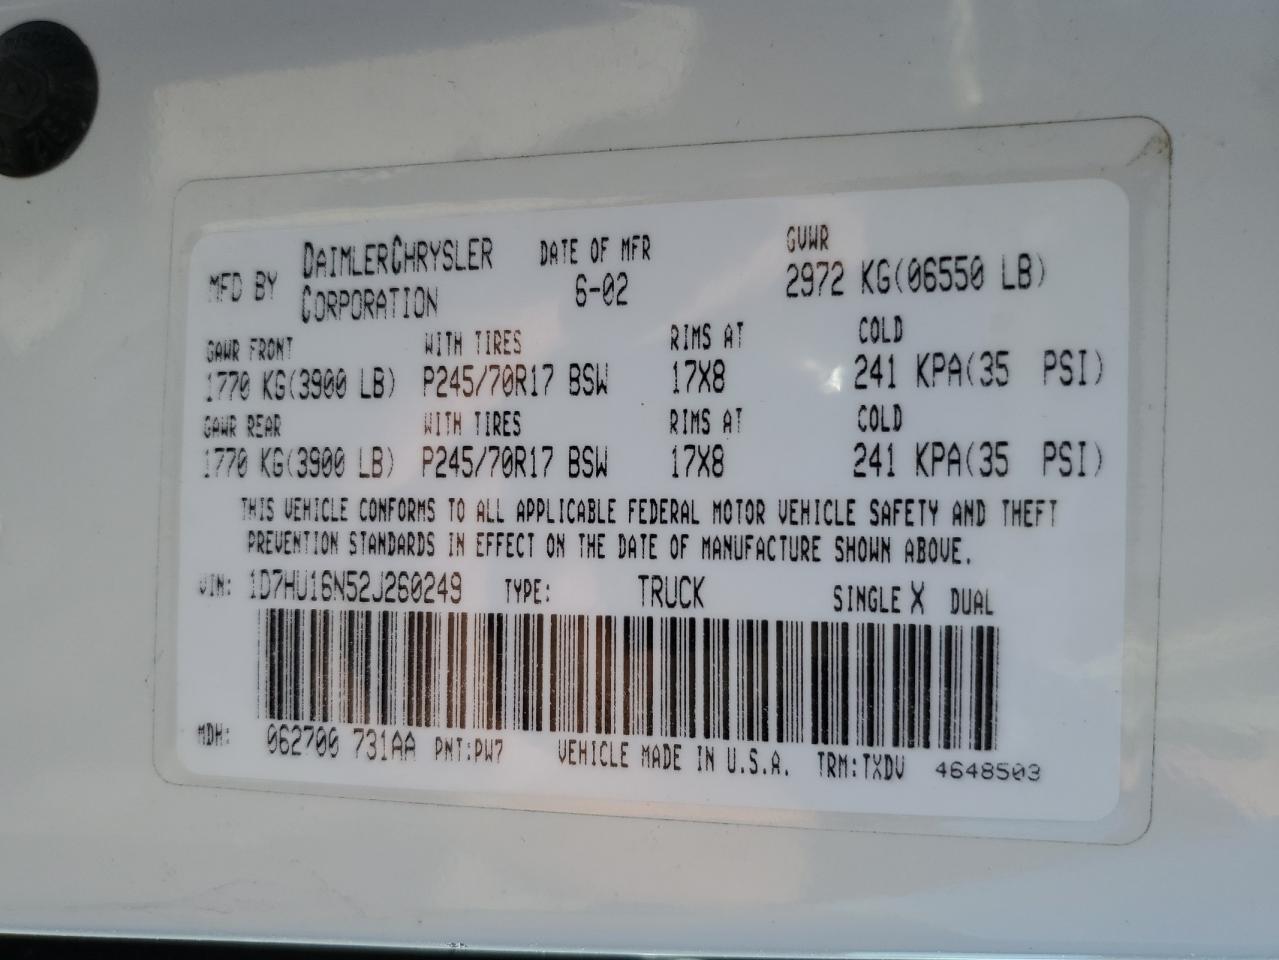 MFD BY DAIMLERCHRYSLER CORPORATION DATE OF MFR 6-02 GVWR 2972 KG(06550 LB)
GAWR FRONT WITH TIRES RIMS AT COLD
1770 KG(3900 LB) P245/70R17 BSW 17X8 241 KPA(35 PSI)
GAWR REAR WITH TIRES RIMS AT COLD
1770 KG(3900 LB) P245/70R17 BSW 17X8 241 KPA(35 PSI)
THIS VEHICLE CONFORMS TO ALL APPLICABLE FEDERAL MOTOR VEHICLE SAFETY AND THEFT
PREVENTION STANDARDS IN EFFECT ON THE DATE OF MANUFACTURE SHOWN ABOVE.
VIN: 1D7HU16N52J260249 TYPE: TRUCK SINGLE X DUAL
MDH: 062700 731AA PNT:PW7 VEHICLE MADE IN U.S.A. TRM:TXDV 4648503